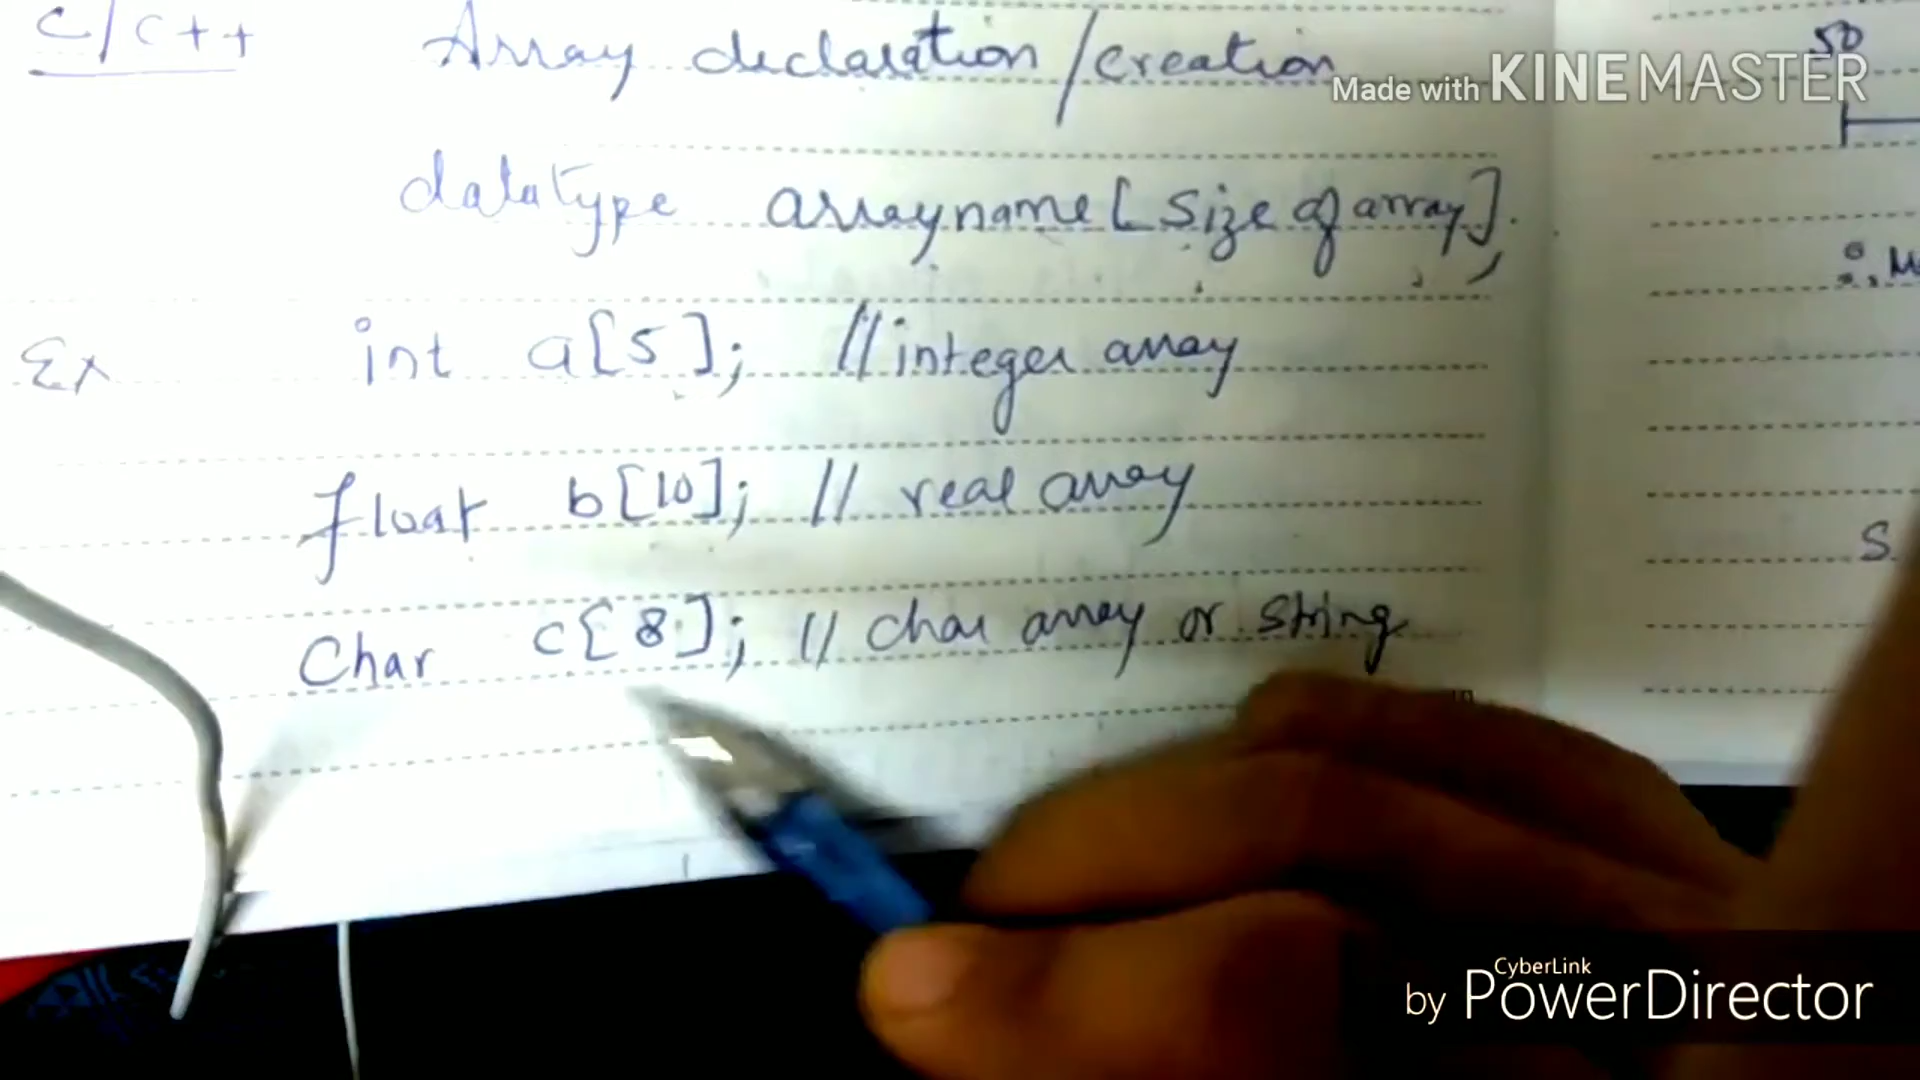 C/C++ Array declaration/creation
Made with KINEMASTER
50
datatype arrayname[size of array];
Ex int a[5]; //integer array
float b[10]; // real array
S
Char c[8]; // char array or string
CyberLink
by PowerDirector